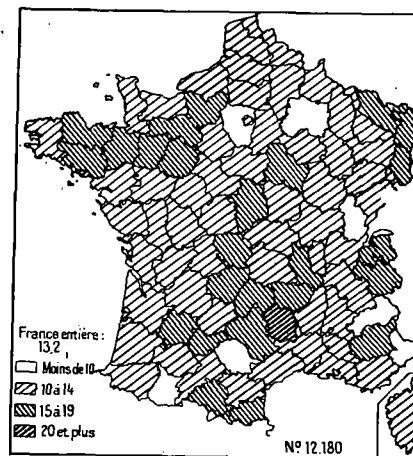 France entière :
13,2
Moins de 10
10 à 14
15 à 19
20 et plus
Nº 12.180